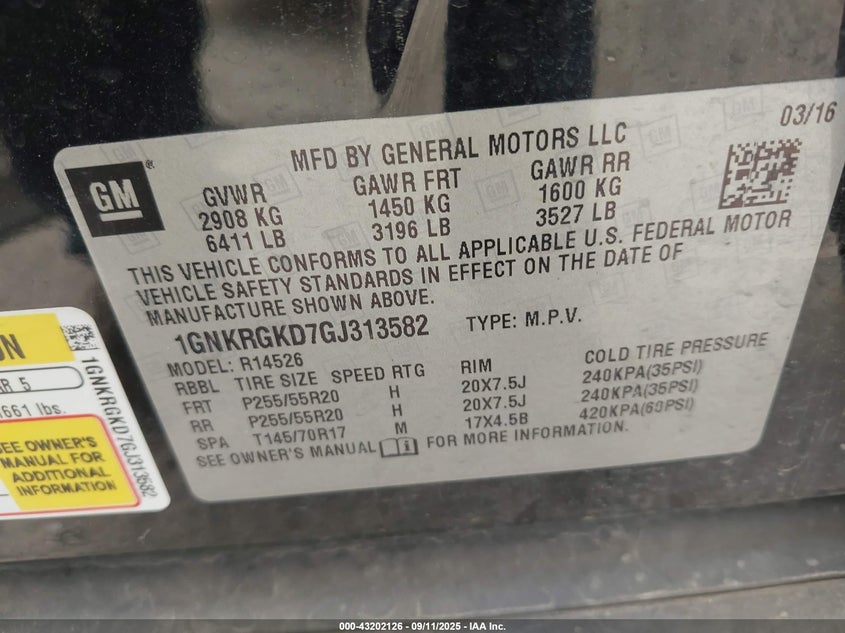 03/16
MFD BY GENERAL MOTORS LLC
GM
GVWR GAWR FRT GAWR RR
2908 KG 1450 KG 1600 KG
6411 LB 3196 LB 3527 LB
THIS VEHICLE CONFORMS TO ALL APPLICABLE U.S. FEDERAL MOTOR
VEHICLE SAFETY STANDARDS IN EFFECT ON THE DATE OF
MANUFACTURE SHOWN ABOVE.
1GNKRGKD7GJ313582 TYPE: M.P.V.
MODEL: R14526
RBBL TIRE SIZE SPEED RTG RIM COLD TIRE PRESSURE
FRT P255/55R20 H 20X7.5J 240KPA(35PSI)
RR P255/55R20 H 20X7.5J 240KPA(35PSI)
SPA T145/70R17 M 17X4.5B 420KPA(60PSI)
SEE OWNER'S MANUAL FOR MORE INFORMATION.
R 5
661 lbs.
SEE OWNER'S
MANUAL FOR
ADDITIONAL
INFORMATION
1GNKRGKD7GJ313582
000-43202126 - 09/11/2025 - IAA Inc.